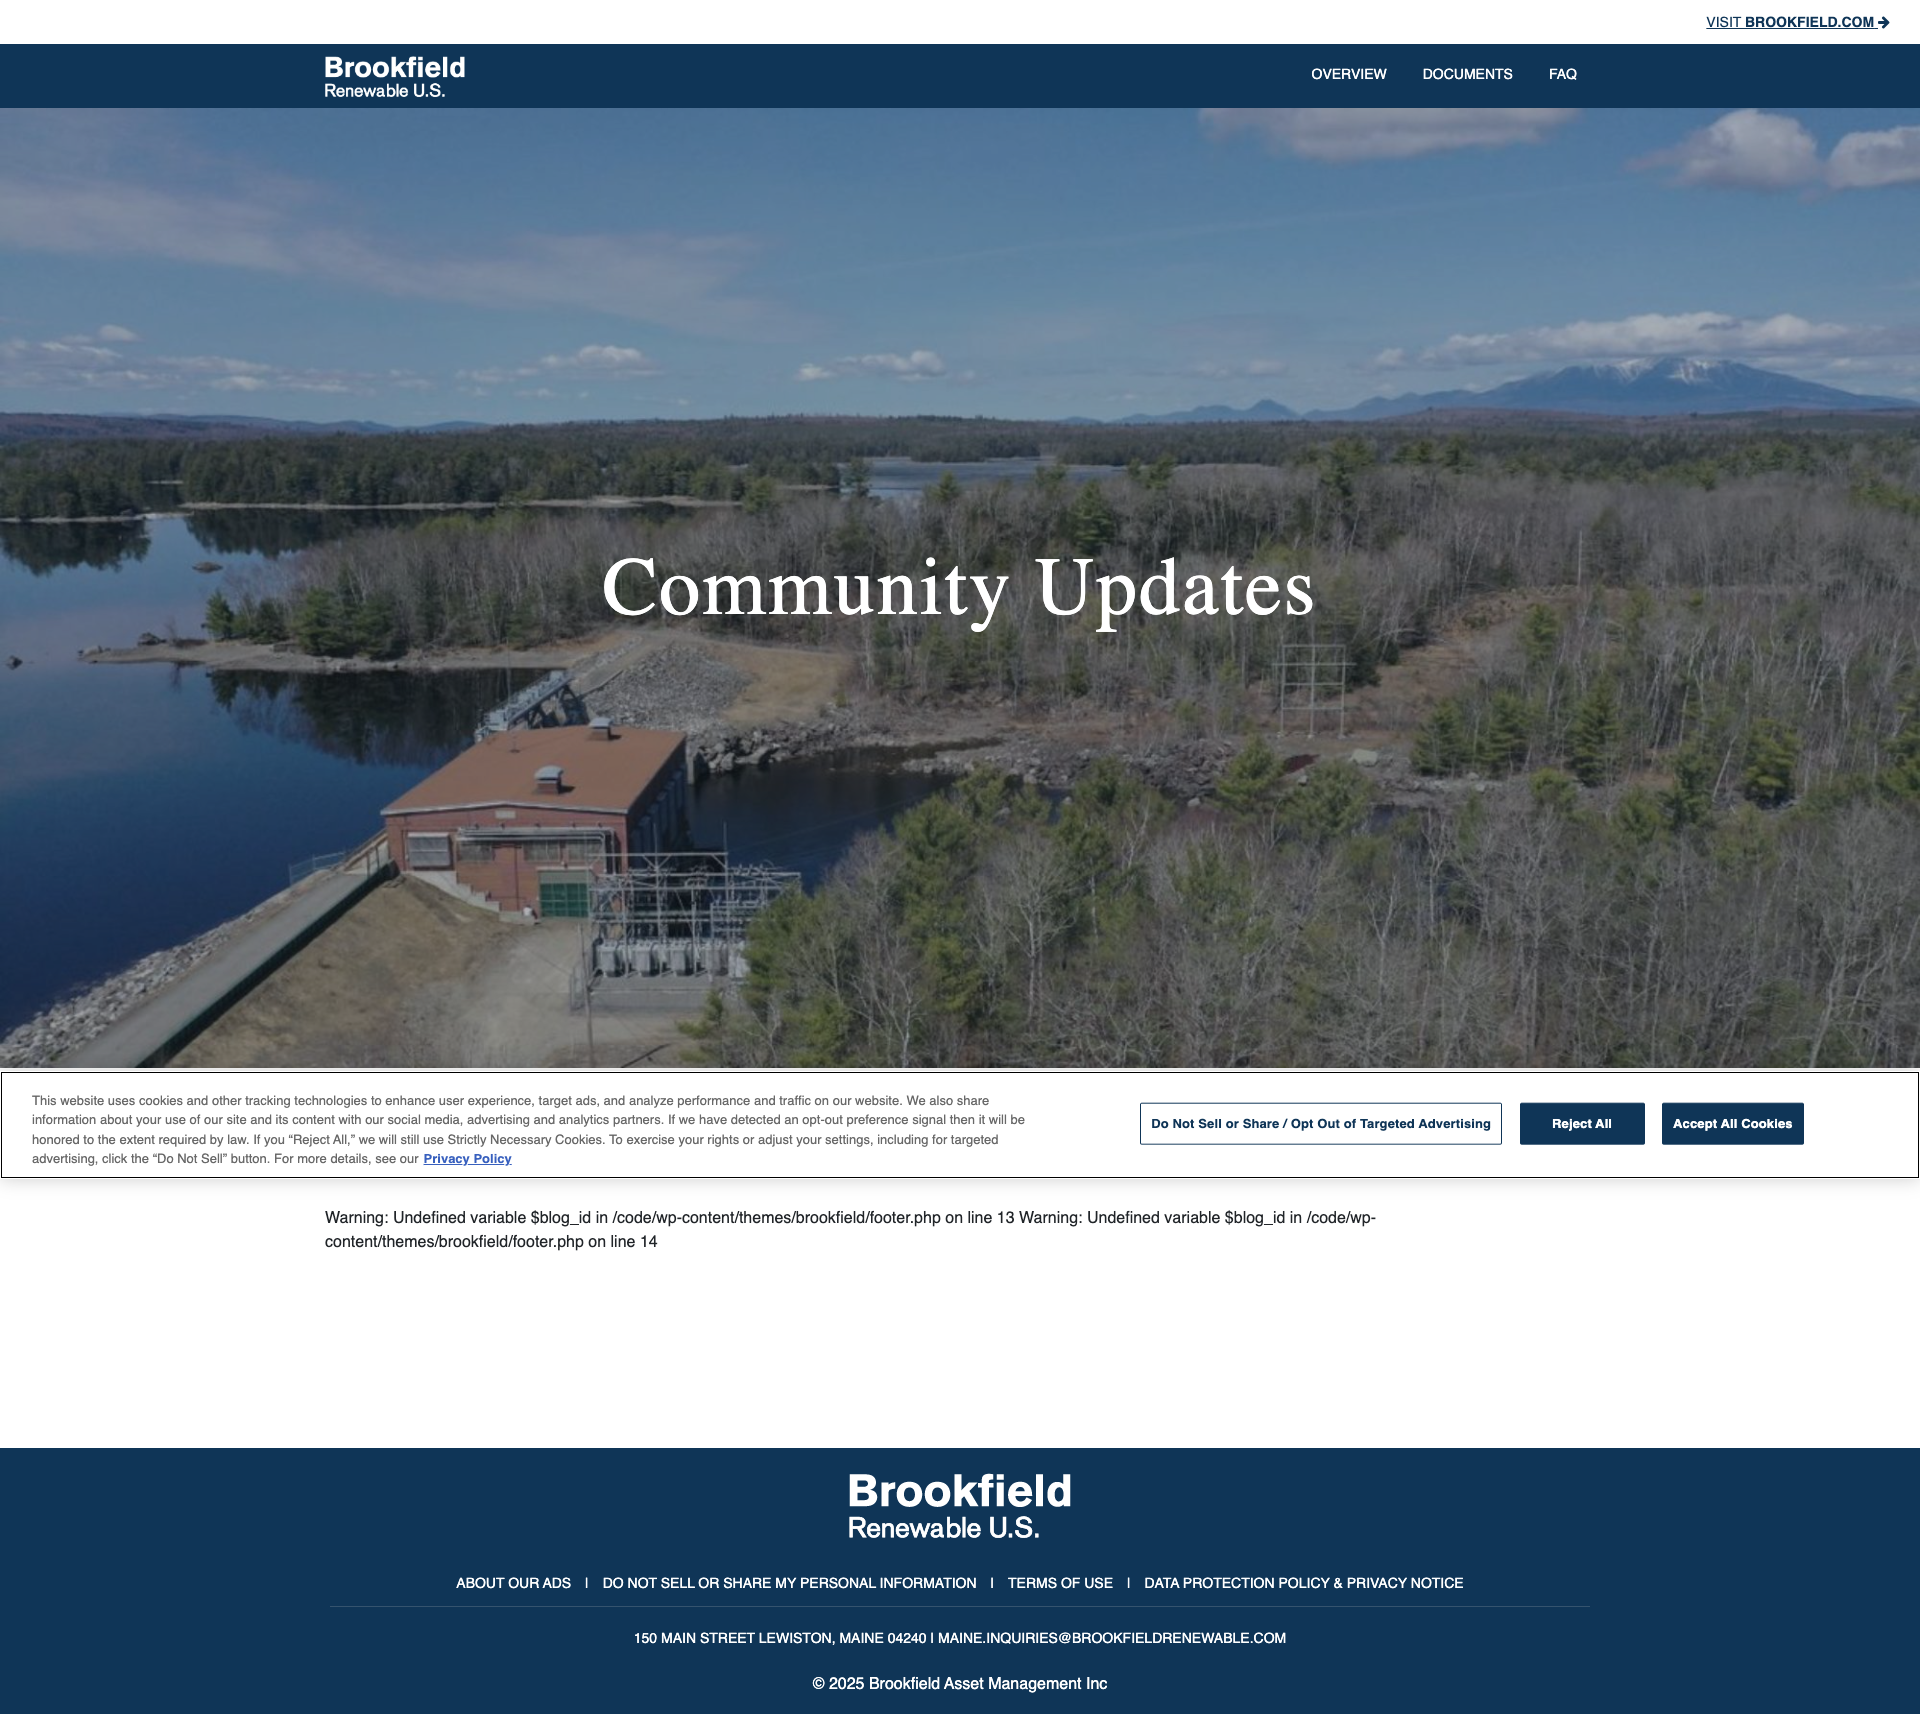 VISIT BROOKFIELD.COM
Brookfield
Renewable U.S.
OVERVIEW DOCUMENTS FAQ
Community Updates
This website uses cookies and other tracking technologies to enhance user experience, target ads, and analyze performance and traffic on our website. We also share
information about your use of our site and its content with our social media, advertising and analytics partners. If we have detected an opt-out preference signal then it will be
honored to the extent required by law. If you “Reject All,” we will still use Strictly Necessary Cookies. To exercise your rights or adjust your settings, including for targeted
advertising, click the “Do Not Sell” button. For more details, see our Privacy Policy
Do Not Sell or Share / Opt Out of Targeted Advertising
Reject All
Accept All Cookies
Warning: Undefined variable $blog_id in /code/wp-content/themes/brookfield/footer.php on line 13 Warning: Undefined variable $blog_id in /code/wp-
content/themes/brookfield/footer.php on line 14
Brookfield
Renewable U.S.
ABOUT OUR ADS | DO NOT SELL OR SHARE MY PERSONAL INFORMATION | TERMS OF USE | DATA PROTECTION POLICY & PRIVACY NOTICE
150 MAIN STREET LEWISTON, MAINE 04240 | MAINE.INQUIRIES@BROOKFIELDRENEWABLE.COM
© 2025 Brookfield Asset Management Inc